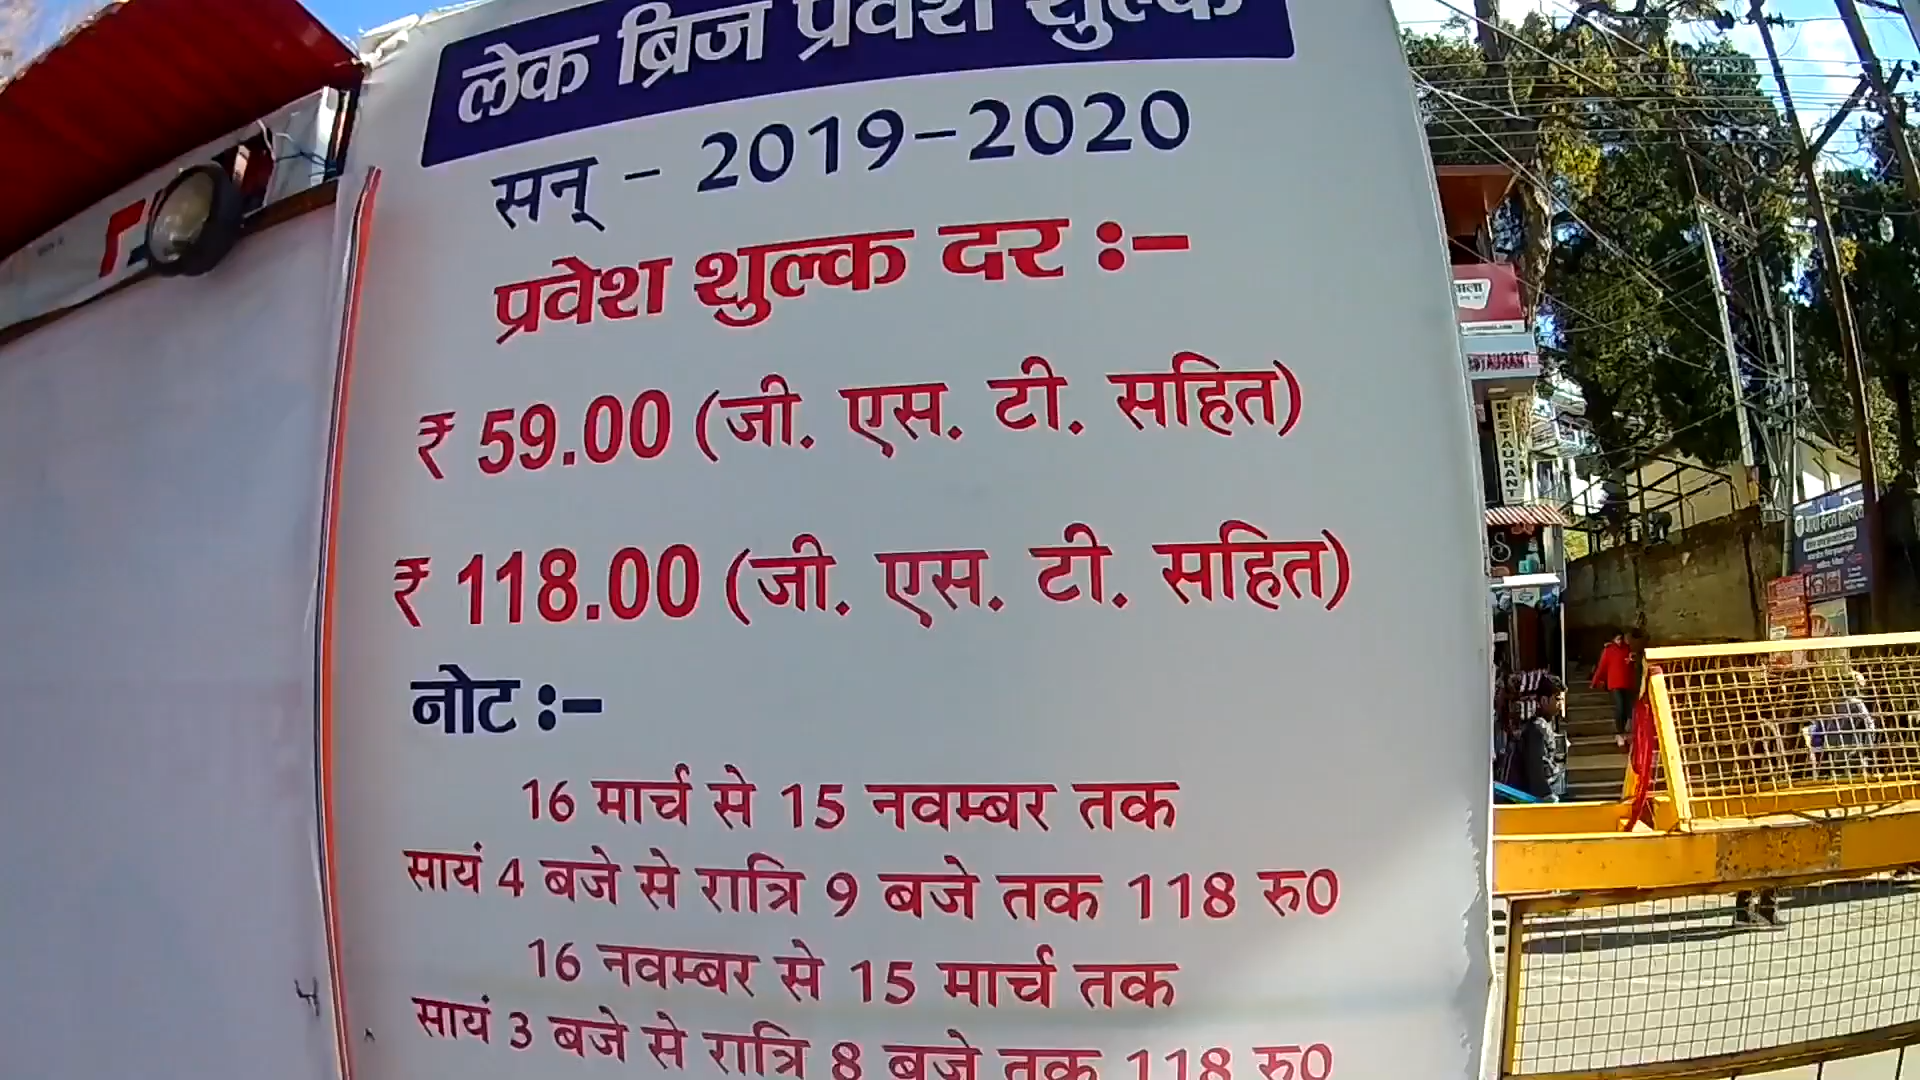 लेक ब्रिज प्रवेश शुल्क
सन् - 2019-2020
प्रवेश शुल्क दर :-
₹ 59.00 (जी. एस. टी. सहित)
₹ 118.00 (जी. एस. टी. सहित)
नोट :-
16 मार्च से 15 नवम्बर तक
सायं 4 बजे से रात्रि 9 बजे तक 118 रु0
16 नवम्बर से 15 मार्च तक
सायं 3 बजे से रात्रि 8 बजे तक 118 रु0
RESTAURANT